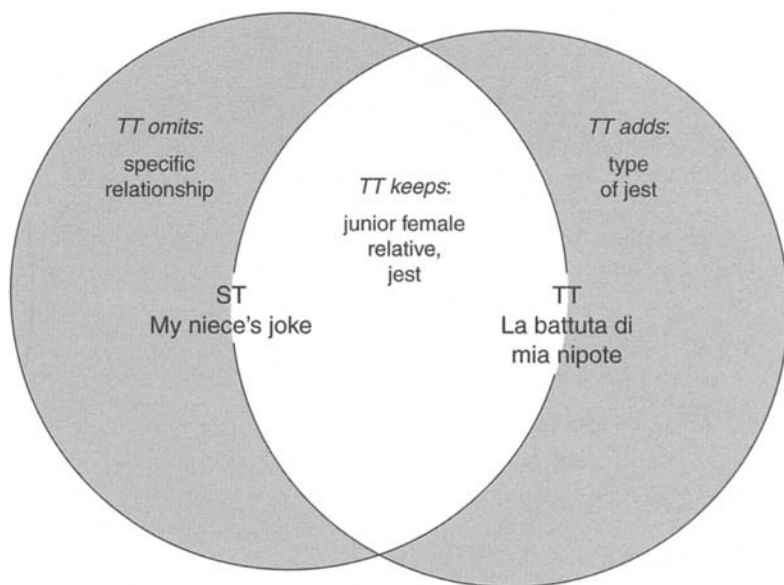 TT omits:
specific
relationship
TT keeps:
junior female
relative,
jest
TT adds:
type
of jest
ST
My niece's joke
TT
La battuta di
mia nipote